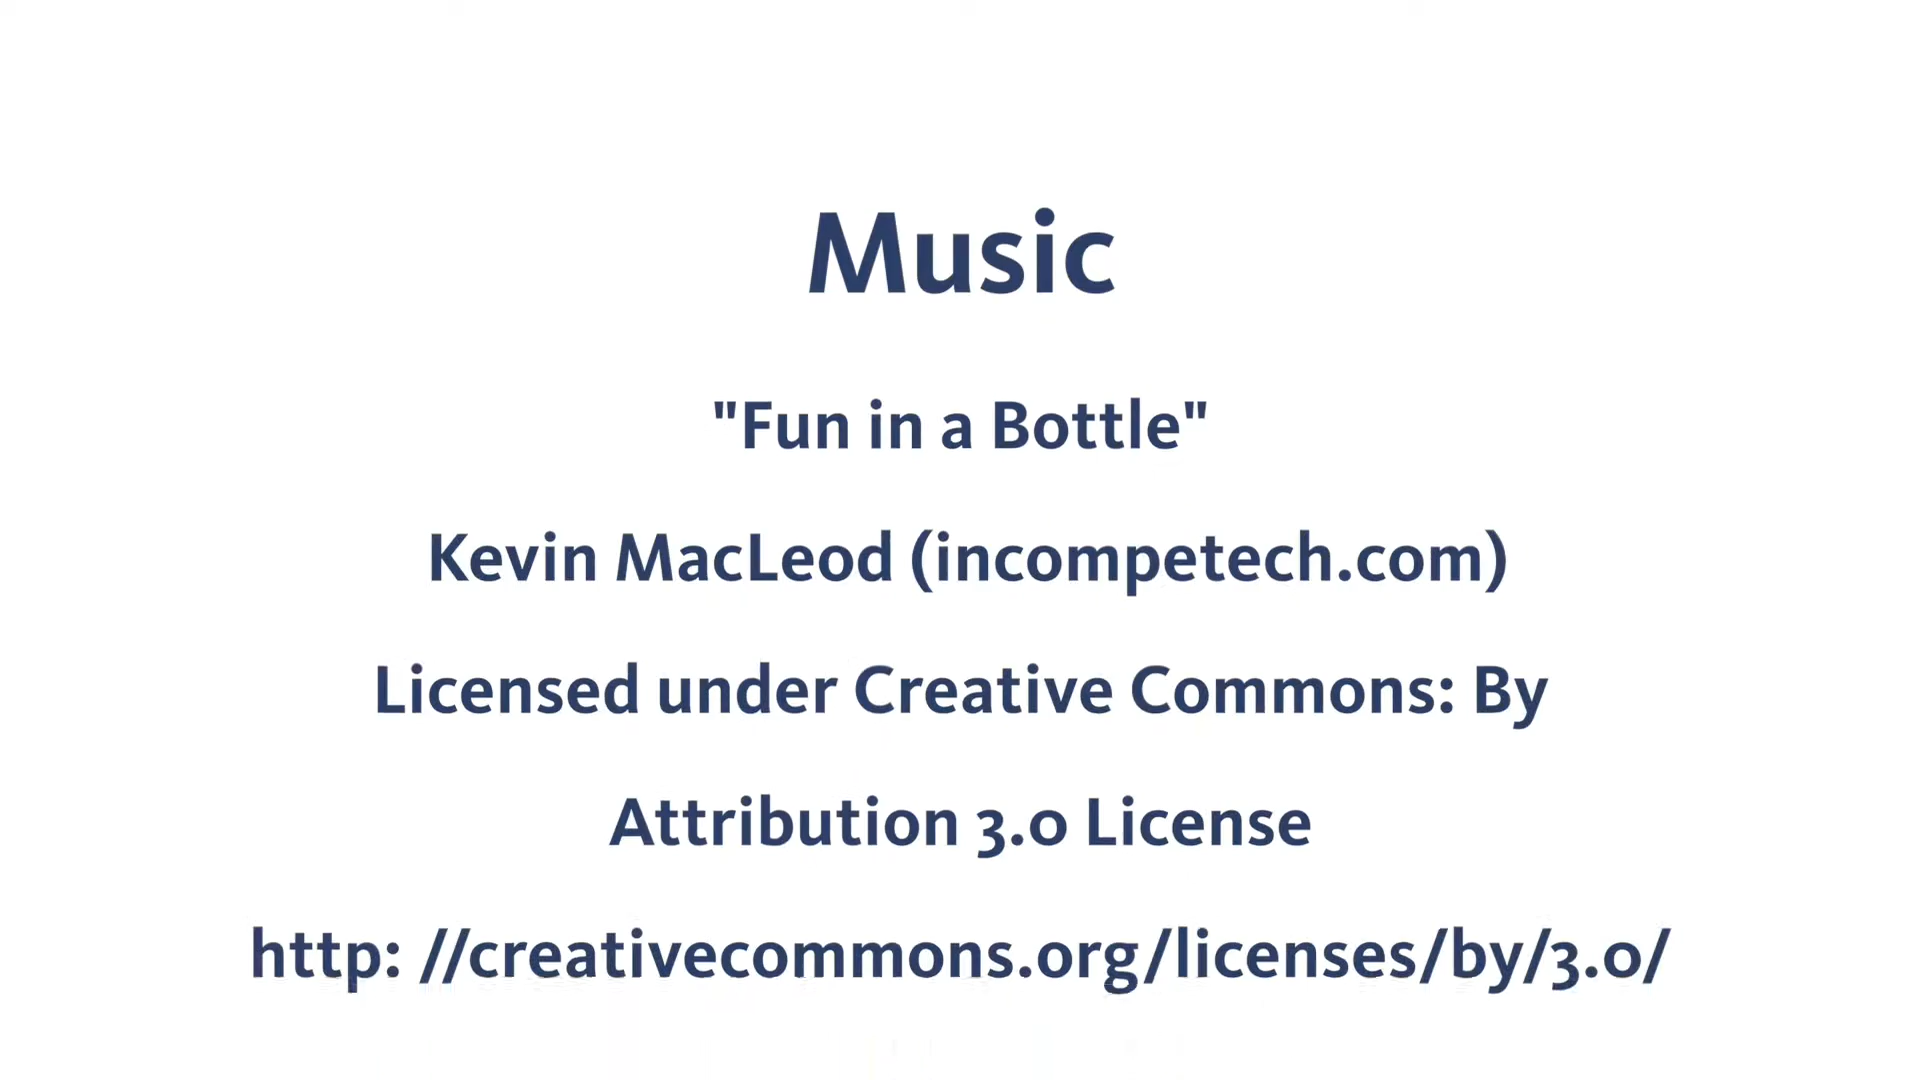 Music
"Fun in a Bottle"
Kevin MacLeod (incompetech.com)
Licensed under Creative Commons: By
Attribution 3.0 License
http: //creativecommons.org/licenses/by/3.0/